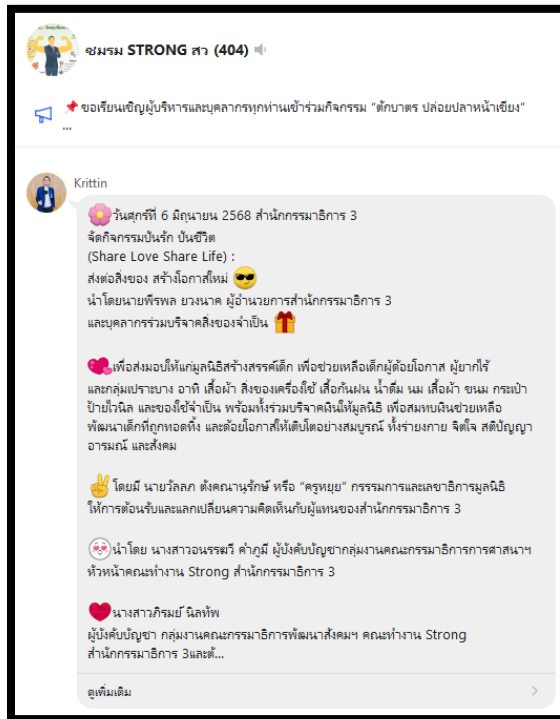 ชมรม STRONG สว (404)
ขอเรียนเชิญผู้บริหารและบุคลากรทุกท่านเข้าร่วมกิจกรรม “ตักบาตร ปล่อยปลาหน้าเขียง”
...
Krittin
วันศุกร์ที่ 6 มิถุนายน 2568 สำนักกรรมาธิการ 3
จัดกิจกรรมปันรัก ปันชีวิต
(Share Love Share Life) :
ส่งต่อสิ่งของ สร้างโอกาสใหม่
นำโดยนายพีรพล ยวงนาค ผู้อำนวยการสำนักกรรมาธิการ 3
และบุคลากรร่วมบริจาคสิ่งของจำเป็น
เพื่อส่งมอบให้แก่มูลนิธิสร้างสรรค์เด็ก เพื่อช่วยเหลือเด็กผู้ด้อยโอกาส ผู้ยากไร้
และกลุ่มเปราะบาง อาทิ เสื้อผ้า สิ่งของเครื่องใช้ เสื้อกันฝน น้ำดื่ม นม เสื้อผ้า ขนม กระเป๋า
ป้ายไวนิล และของใช้จำเป็น พร้อมทั้งร่วมบริจาคเงินให้มูลนิธิ เพื่อสมทบเงินช่วยเหลือ
พัฒนาเด็กที่ถูกทอดทิ้ง และด้อยโอกาสให้เติบโตอย่างสมบูรณ์ ทั้งร่างกาย จิตใจ สติปัญญา
อารมณ์ และสังคม
โดยมี นายวัลลภ ตังคณานุรักษ์ หรือ “ครูหยุย” กรรรมการและเลขาธิการมูลนิธิ
ให้การต้อนรับและแลกเปลี่ยนความคิดเห็นกับผู้แทนของสำนักกรรมาธิการ 3
นำโดย นางสาวอนรรฆวี คำภูมี ผู้บังคับบัญชากลุ่มงานคณะกรรมาธิการการศาสนาฯ
หัวหน้าคณะทำงาน Strong สำนักกรรมาธิการ 3
นางสาวภิรมย์ นิลทัพ
ผู้บังคับบัญชา กลุ่มงานคณะกรรมาธิการพัฒนาสังคมฯ คณะทำงาน Strong
สำนักกรรมาธิการ 3และตั...
ดูเพิ่มเติม